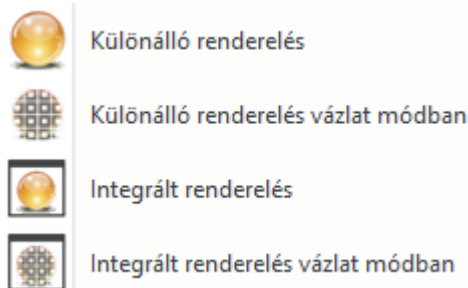 Különálló renderelés
Különálló renderelés vázlat módban
Integrált renderelés
Integrált renderelés vázlat módban